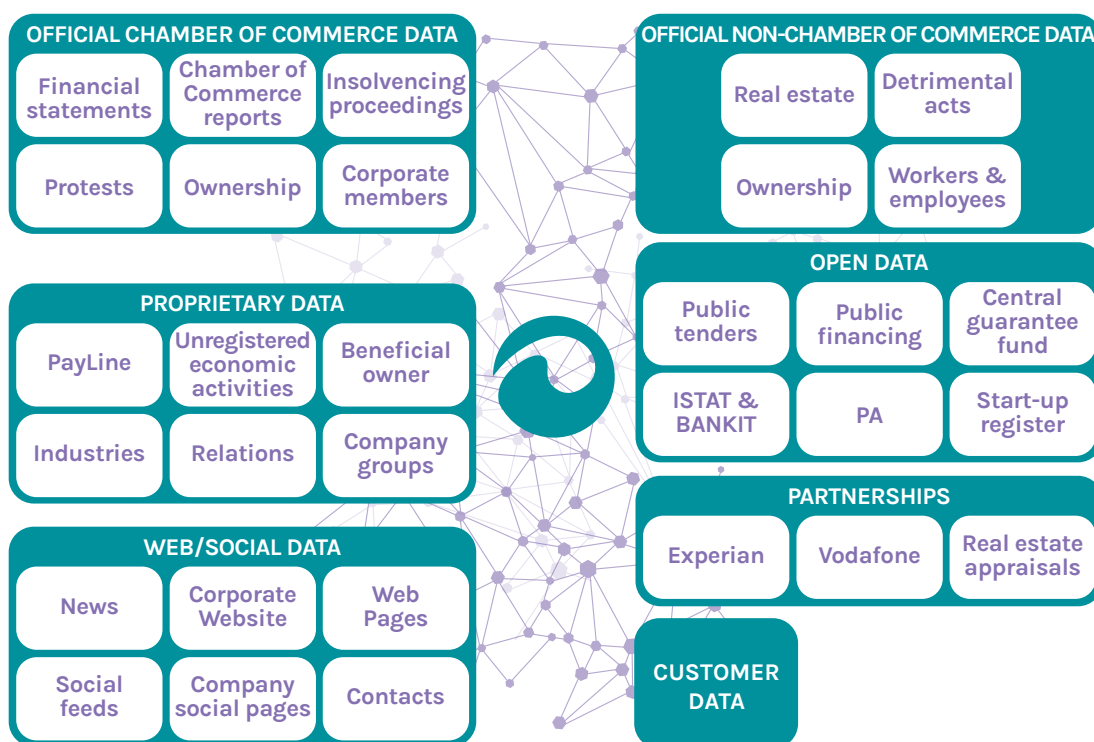 OFFICIAL CHAMBER OF COMMERCE DATA
Financial
statements
Chamber of
Commerce
reports
Insolvencing
proceedings
Protests
Ownership
Corporate
members
OFFICIAL NON-CHAMBER OF COMMERCE DATA
Real estate
Detrimental
acts
Ownership
Workers &
employees
PROPRIETARY DATA
PayLine
Unregistered
economic
activities
Beneficial
owner
Industries
Relations
Company
groups
OPEN DATA
Public
tenders
Public
financing
Central
guarantee
fund
ISTAT &
BANKIT
PA
Start-up
register
PARTNERSHIPS
Experian
Vodafone
Real estate
appraisals
WEB/SOCIAL DATA
News
Corporate
Website
Web
Pages
Social
feeds
Company
social pages
Contacts
CUSTOMER
DATA